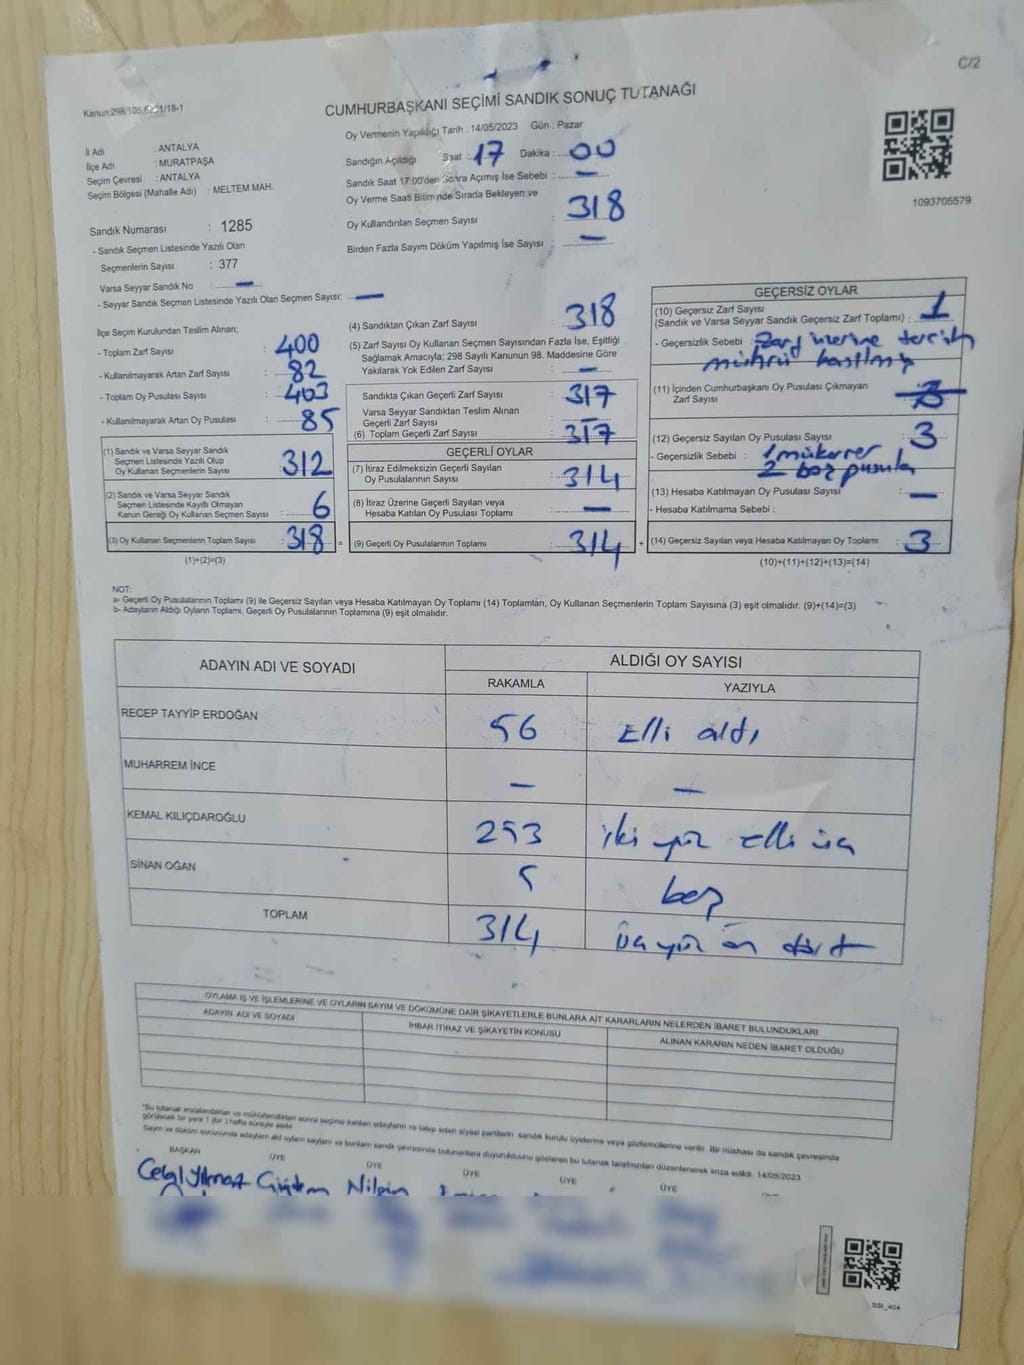 C/2
Kanun:298/105,6271/18-1
CUMHURBAŞKANI SEÇİMİ SANDIK SONUÇ TUTANAĞI
İl Adı : ANTALYA
İlçe Adı : MURATPAŞA
Seçim Çevresi : ANTALYA
Seçim Bölgesi (Mahalle Adı) : MELTEM MAH.
Sandık Numarası : 1285
- Sandık Seçmen Listesinde Yazılı Olan
Seçmenlerin Sayısı : 377
Varsa Seyyar Sandık No : —
- Seyyar Sandık Seçmen Listesinde Yazılı Olan Seçmen Sayısı: —
Oy Vermenin Yapıldığı Tarih : 14/05/2023 Gün : Pazar
Sandığın Açıldığı Saat : 17 Dakika : 00
Sandık Saat 17:00'den Sonra Açımış İse Sebebi : —
Oy Verme Saati Bitiminde Sırada Bekleyen ve
Oy Kullandırılan Seçmen Sayısı : 318
Birden Fazla Sayım Döküm Yapılmış İse Sayısı : —
1093705579
İlçe Seçim Kurulundan Teslim Alınan;
- Toplam Zarf Sayısı : 400
- Kullanılmayarak Artan Zarf Sayısı : 82
- Toplam Oy Pusulası Sayısı : 403
- Kullanılmayarak Artan Oy Pusulası : 85
(1) Sandık ve Varsa Seyyar Sandık
Seçmen Listesinde Yazılı Olup
Oy Kullanan Seçmenlerin Sayısı : 312
(2) Sandık ve Varsa Seyyar Sandık
Seçmen Listesinde Kayıtlı Olmayan
Kanun Gereği Oy Kullanan Seçmen Sayısı : 6
(3) Oy Kullanan Seçmenlerin Toplam Sayısı : 318 =
(1)+(2)=(3)
(4) Sandıktan Çıkan Zarf Sayısı : 318
(5) Zarf Sayısı Oy Kullanan Seçmen Sayısından Fazla İse, Eşitliği
Sağlamak Amacıyla; 298 Sayılı Kanunun 98. Maddesine Göre
Yakılarak Yok Edilen Zarf Sayısı : —
Sandıkta Çıkan Geçerli Zarf Sayısı : 317
Varsa Seyyar Sandıktan Teslim Alınan
Geçerli Zarf Sayısı : —
(6) Toplam Geçerli Zarf Sayısı : 317
GEÇERLİ OYLAR
(7) İtiraz Edilmeksizin Geçerli Sayılan
Oy Pusulalarının Sayısı : 314
(8) İtiraz Üzerine Geçerli Sayılan veya
Hesaba Katılan Oy Pusulası Toplamı : —
(9) Geçerli Oy Pusulalarının Toplamı : 314 +
GEÇERSİZ OYLAR
(10) Geçersiz Zarf Sayısı
(Sandık ve Varsa Seyyar Sandık Geçersiz Zarf Toplamı) : 1
- Geçersizlik Sebebi : Zarf üzerine tercih
mührü basılmış
(11) İçinden Cumhurbaşkanı Oy Pusulası Çıkmayan
Zarf Sayısı
(12) Geçersiz Sayılan Oy Pusulası Sayısı : 3
- Geçersizlik Sebebi : 1 mükerrer
2 boş pusula
(13) Hesaba Katılmayan Oy Pusulası Sayısı : —
- Hesaba Katılmama Sebebi :
(14) Geçersiz Sayılan veya Hesaba Katılmayan Oy Toplamı : 3
(10)+(11)+(12)+(13)=(14)
NOT:
a- Geçerli Oy Pusulalarının Toplamı (9) ile Geçersiz Sayılan veya Hesaba Katılmayan Oy Toplamı (14) Toplamları, Oy Kullanan Seçmenlerin Toplam Sayısına (3) eşit olmalıdır. (9)+(14)=(3)
b- Adayların Aldığı Oyların Toplamı, Geçerli Oy Pusulalarının Toplamına (9) eşit olmalıdır.
ADAYIN ADI VE SOYADI ALDIĞI OY SAYISI
RAKAMLA YAZIYLA
RECEP TAYYİP ERDOĞAN 56 Elli altı
MUHARREM İNCE — —
KEMAL KILIÇDAROĞLU 253 iki yüz elli üç
SİNAN OĞAN 5 beş
TOPLAM 314 üç yüz on dört
OYLAMA İŞ VE İŞLEMLERİNE VE OYLARIN SAYIM VE DÖKÜMÜNE DAİR ŞİKAYETLERLE BUNLARA AİT KARARLARIN NELERDEN İBARET BULUNDUKLARI
ADAYIN ADI VE SOYADI İHBAR İTİRAZ VE ŞİKAYETİN KONUSU ALINAN KARARIN NEDEN İBARET OLDUĞU
*Bu tutanak imzalandıktan ve mühürlendikten sonra seçime katılan adayların ve talep eden siyasi partilerin sandık kurulu üyelerine veya gözlemcilerine verilir. Bir nüshası da sandık çevresinde
görülecek bir yere 1 (bir) hafta süreyle asılır.
Sayım ve döküm sonucunda adayların aldığı oyların sayılarını ve bunların sandık çevresinde bulunanlara duyurulduğunu gösteren bu tutanak tarafımızdan düzenlenerek imza edildi. 14/05/2023
BAŞKAN ÜYE ÜYE ÜYE ÜYE ÜYE
Celal Yılmaz Çiğdem Nilgün
SSI_404